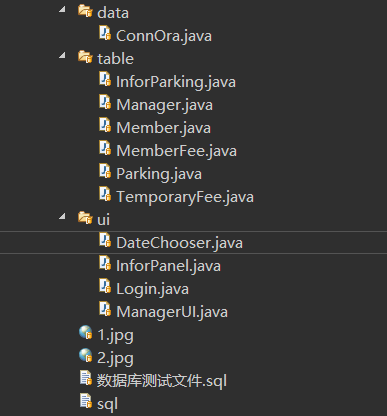 data
ConnOra.java
table
InforParking.java
Manager.java
Member.java
MemberFee.java
Parking.java
TemporaryFee.java
ui
DateChooser.java
InforPanel.java
Login.java
ManagerUI.java
1.jpg
2.jpg
数据库测试文件.sql
sql